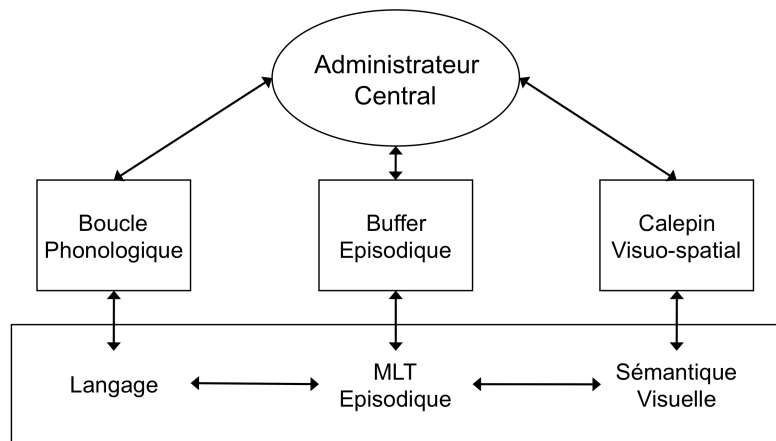 Administrateur
Central
Boucle
Phonologique
Buffer
Episodique
Calepin
Visuo-spatial
Langage
MLT
Episodique
Sémantique
Visuelle